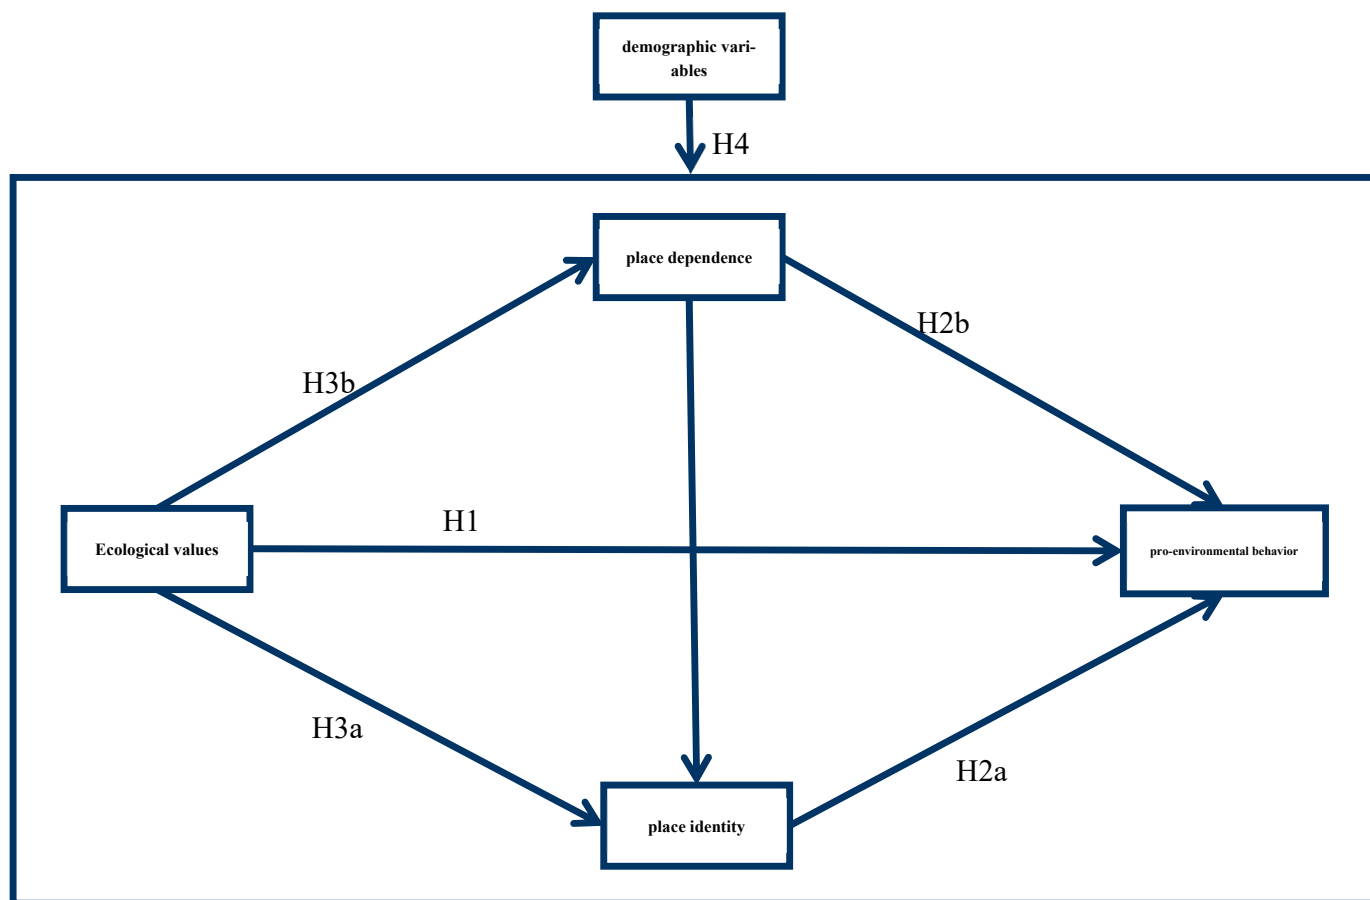 demographic vari-
ables
H4
place dependence
H2b
H3b
H1
Ecological values
pro-environmental behavior
H3a
H2a
place identity